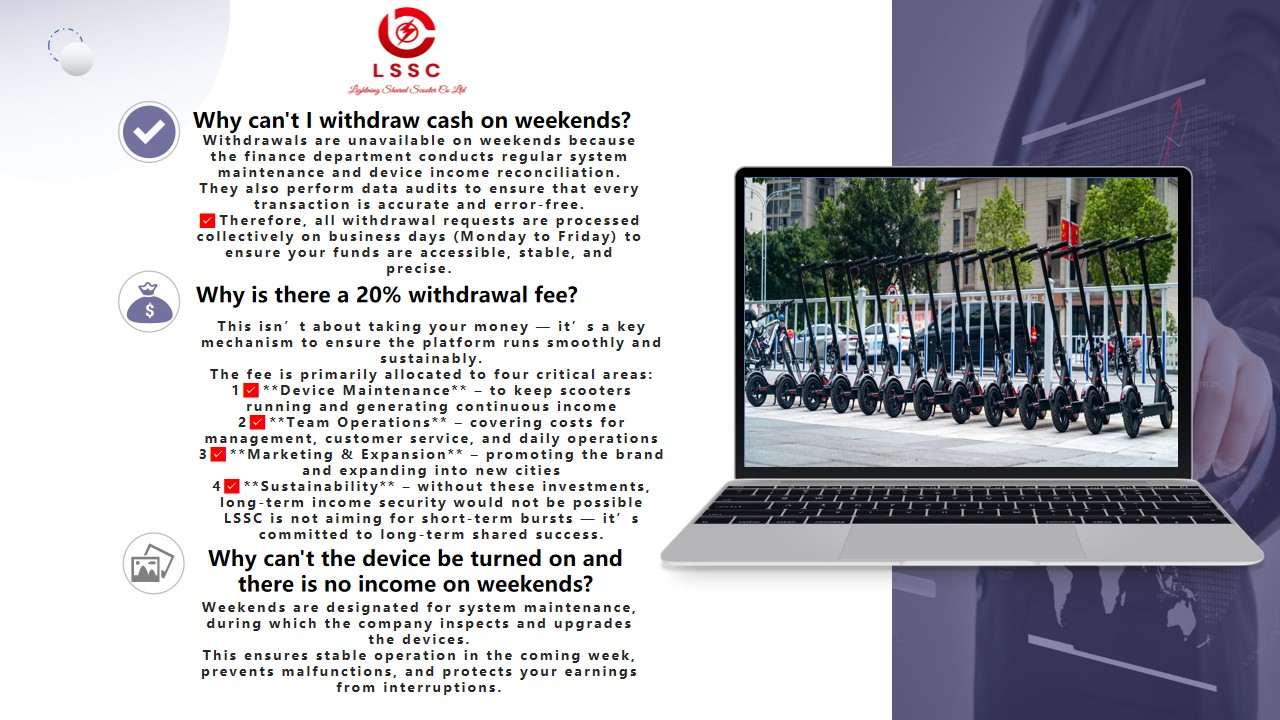 LSSC
Lightning Shared Scooter Co Ltd
Why can't I withdraw cash on weekends?
Withdrawals are unavailable on weekends because
the finance department conducts regular system
maintenance and device income reconciliation.
They also perform data audits to ensure that every
transaction is accurate and error-free.
✅Therefore, all withdrawal requests are processed
collectively on business days (Monday to Friday) to
ensure your funds are accessible, stable, and
precise.
Why is there a 20% withdrawal fee?
This isn’t about taking your money — it’s a key
mechanism to ensure the platform runs smoothly and
sustainably.
The fee is primarily allocated to four critical areas:
1✅**Device Maintenance** – to keep scooters
running and generating continuous income
2✅**Team Operations** – covering costs for
management, customer service, and daily operations
3✅**Marketing & Expansion** – promoting the brand
and expanding into new cities
4✅**Sustainability** – without these investments,
long-term income security would not be possible
LSSC is not aiming for short-term bursts — it’s
committed to long-term shared success.
Why can't the device be turned on and
there is no income on weekends?
Weekends are designated for system maintenance,
during which the company inspects and upgrades
the devices.
This ensures stable operation in the coming week,
prevents malfunctions, and protects your earnings
from interruptions.